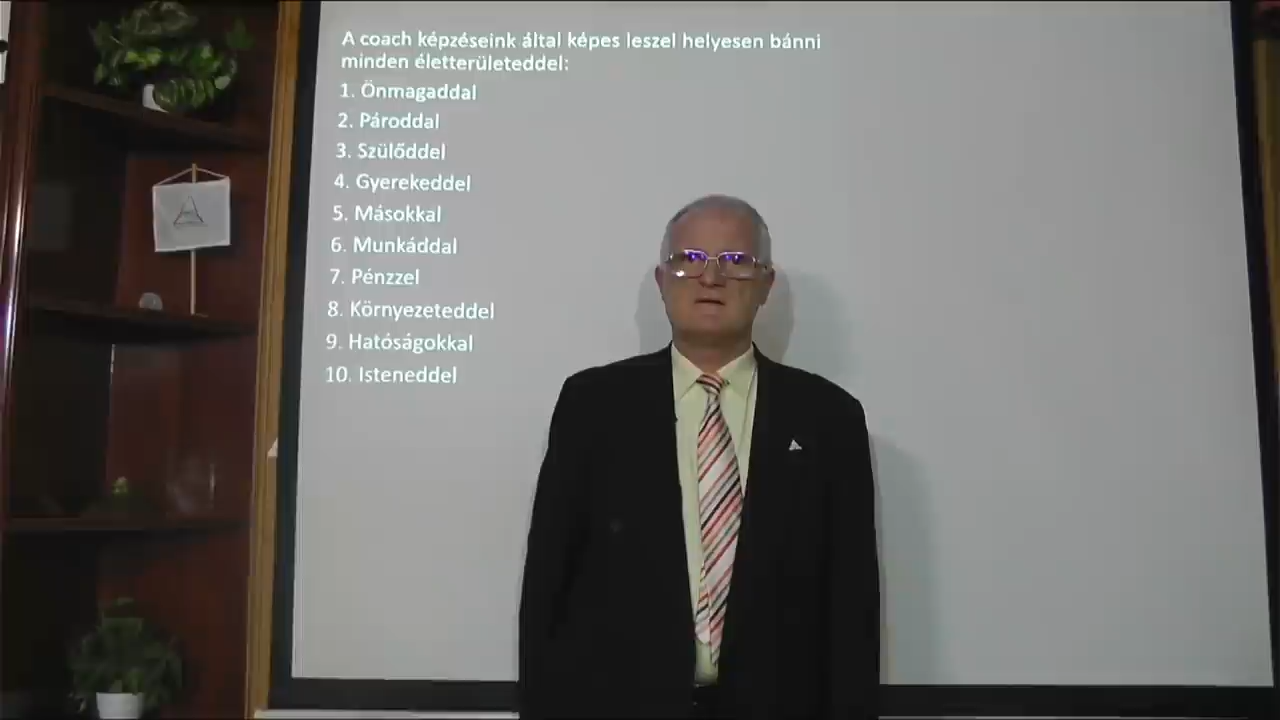 A coach képzéseink által képes leszel helyesen bánni
minden életterületeddel:
1. Önmagaddal
2. Pároddal
3. Szülőddel
4. Gyerekeddel
5. Másokkal
6. Munkáddal
7. Pénzzel
8. Környezeteddel
9. Hatóságokkal
10. Isteneddel